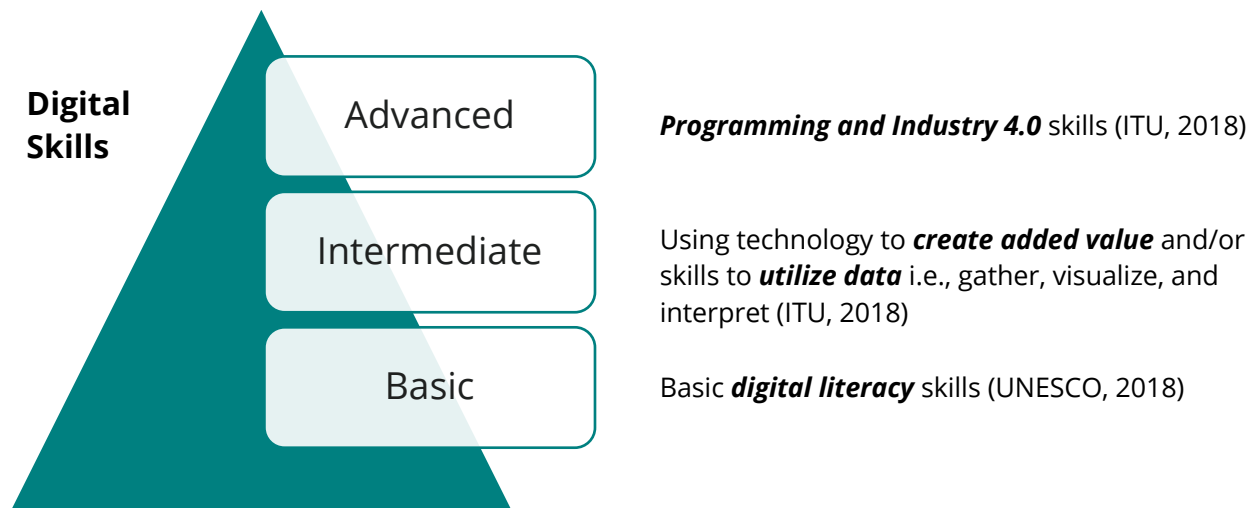 Digital
Skills
Advanced
Programming and Industry 4.0 skills (ITU, 2018)
Intermediate
Using technology to create added value and/or
skills to utilize data i.e., gather, visualize, and
interpret (ITU, 2018)
Basic
Basic digital literacy skills (UNESCO, 2018)